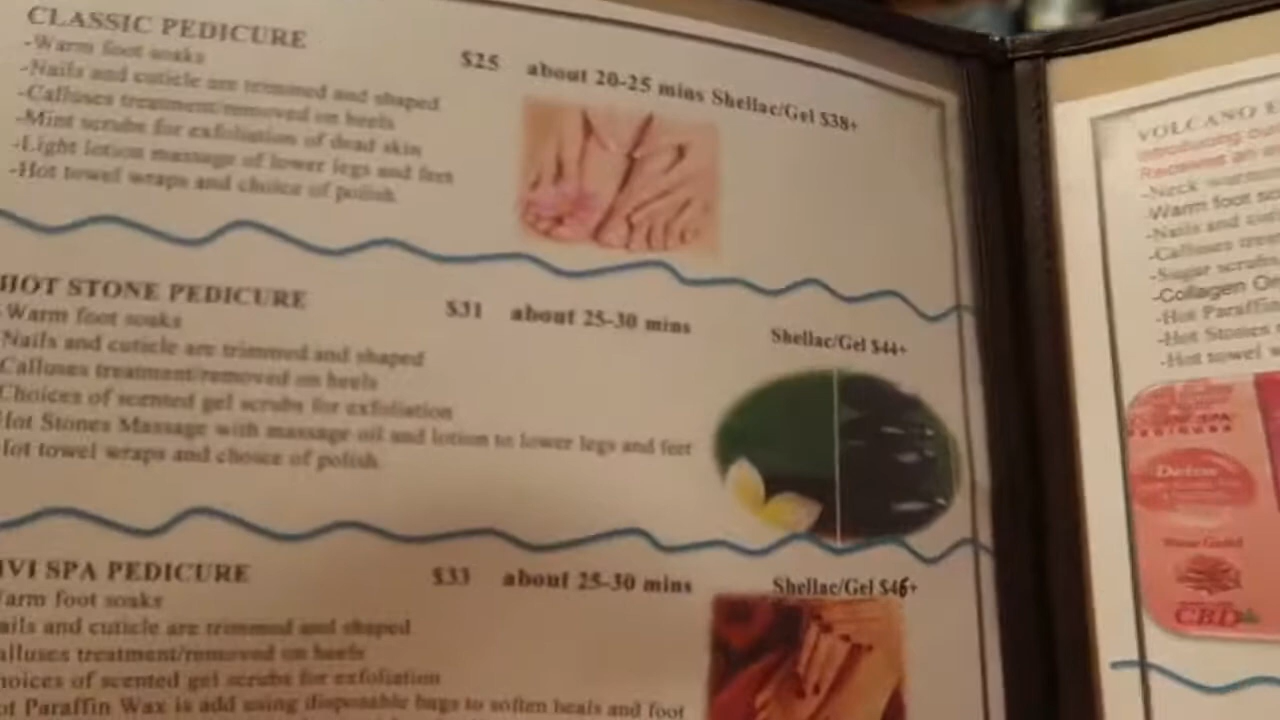 CLASSIC PEDICURE
$25 about 20-25 mins Shellac/Gel $38+
-Warm foot soaks
-Nails and cuticle are trimmed and shaped
-Calluses treatment/removed on heels
-Mint scrubs for exfoliation of dead skin
-Light lotion massage of lower legs and feet
-Hot towel wraps and choice of polish
HOT STONE PEDICURE
$31 about 25-30 mins Shellac/Gel $44+
Warm foot soaks
Nails and cuticle are trimmed and shaped
Calluses treatment/removed on heels
Choices of scented gel scrubs for exfoliation
Hot Stones Massage with massage oil and lotion to lower legs and feet
Hot towel wraps and choice of polish
IVI SPA PEDICURE
$33 about 25-30 mins Shellac/Gel $46+
arm foot soaks
ails and cuticle are trimmed and shaped
alluses treatment/removed on heels
hoices of scented gel scrubs for exfoliation
ot Paraffin Wax is add using disposable bags to soften heals and foot
VOLCANO
Introducing our
Receives an
-Neck
-Warm foot
-Nails and
-Calluses
-Sugar scrubs
-Collagen
-Hot Paraffin
-Hot Stones
-Hot towel
Detox
CBD